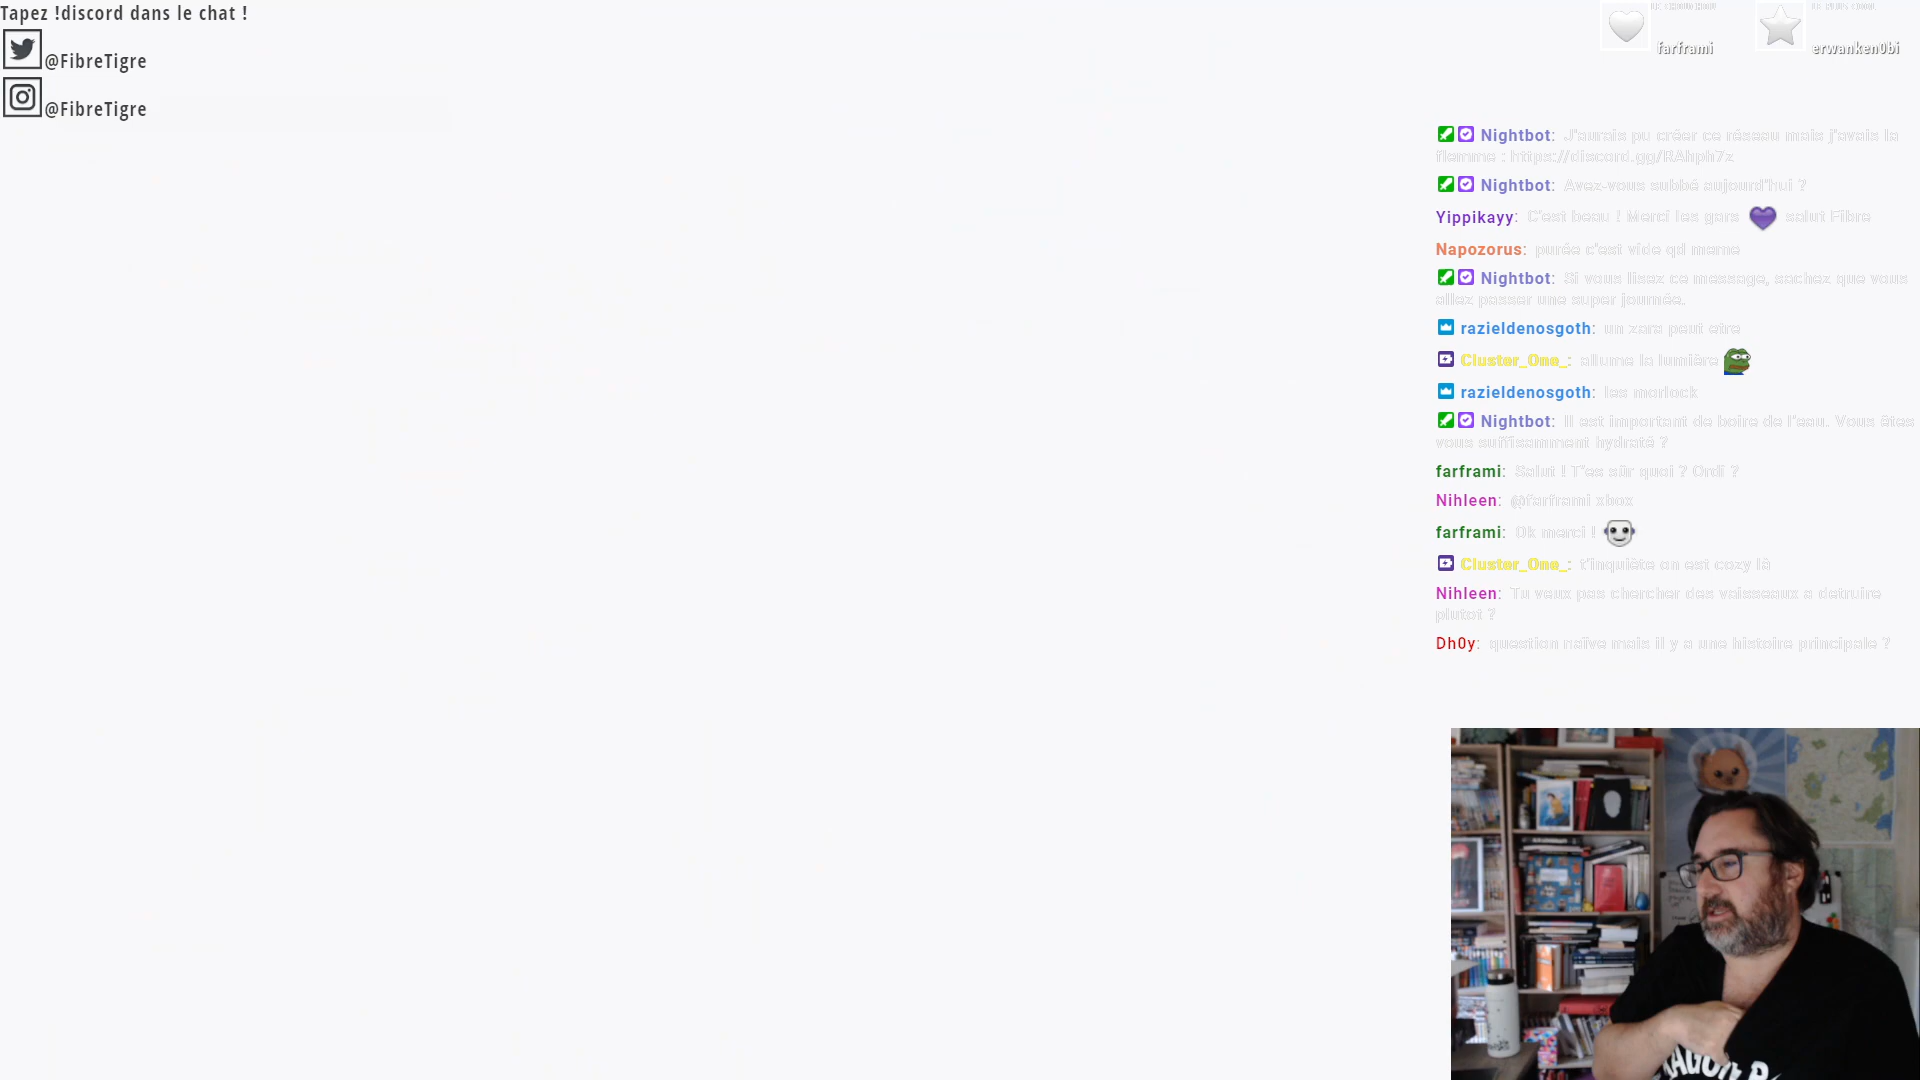 Tapez !discord dans le chat !
@FibreTigre
@FibreTigre
farframi
erwanken0bi
Nightbot: J'aurais pu créer ce réseau mais j'avais la
flemme : https://discord.gg/RAhph7z
Nightbot: Avez-vous subbé aujourd'hui ?
Yippikayy: C'est beau ! Merci les gars 💜 salut Fibre
Napozorus: purée c'est vide qd meme
Nightbot: Si vous lisez ce message, sachez que vous
allez passer une super journée.
razieldenosgoth: un zara peut etre
Cluster_One_: allume la lumière
razieldenosgoth: les morlock
Nightbot: Il est important de boire de l'eau. Vous êtes
vous suffisamment hydraté ?
farframi: Salut ! T'es sûr quoi ? Ordi ?
Nihleen: @farframi xbox
farframi: Ok merci !
Cluster_One_: t'inquiète on est cozy là
Nihleen: Tu veux pas chercher des vaisseaux a detruire
plutot ?
Dh0y: question naïve mais il y a une histoire principale ?